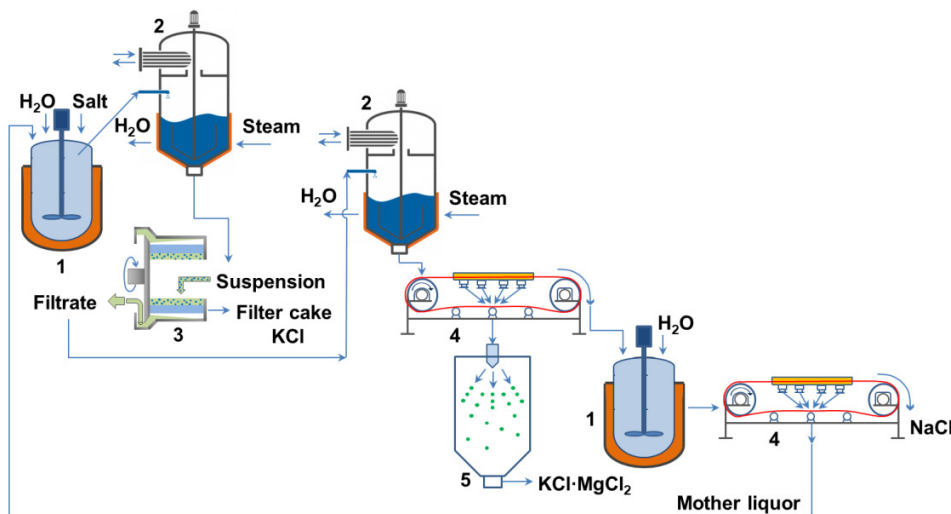 2
H₂O Salt
H₂O
Steam
2
1
H₂O
Steam
Suspension
Filtrate
Filter cake
KCl
3
4
H₂O
1
4
NaCl
5
KCl·MgCl₂
Mother liquor